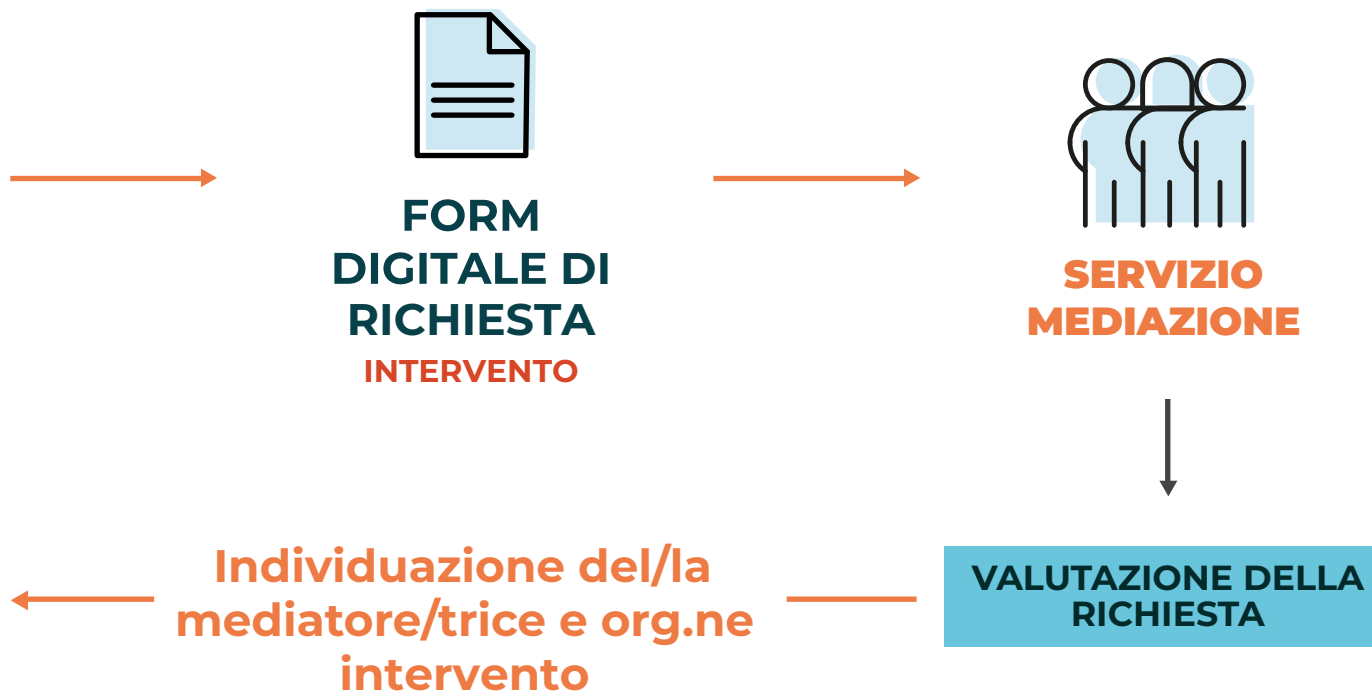 FORM
DIGITALE DI
RICHIESTA
INTERVENTO
SERVIZIO
MEDIAZIONE
VALUTAZIONE DELLA
RICHIESTA
Individuazione del/la
mediatore/trice e org.ne
intervento